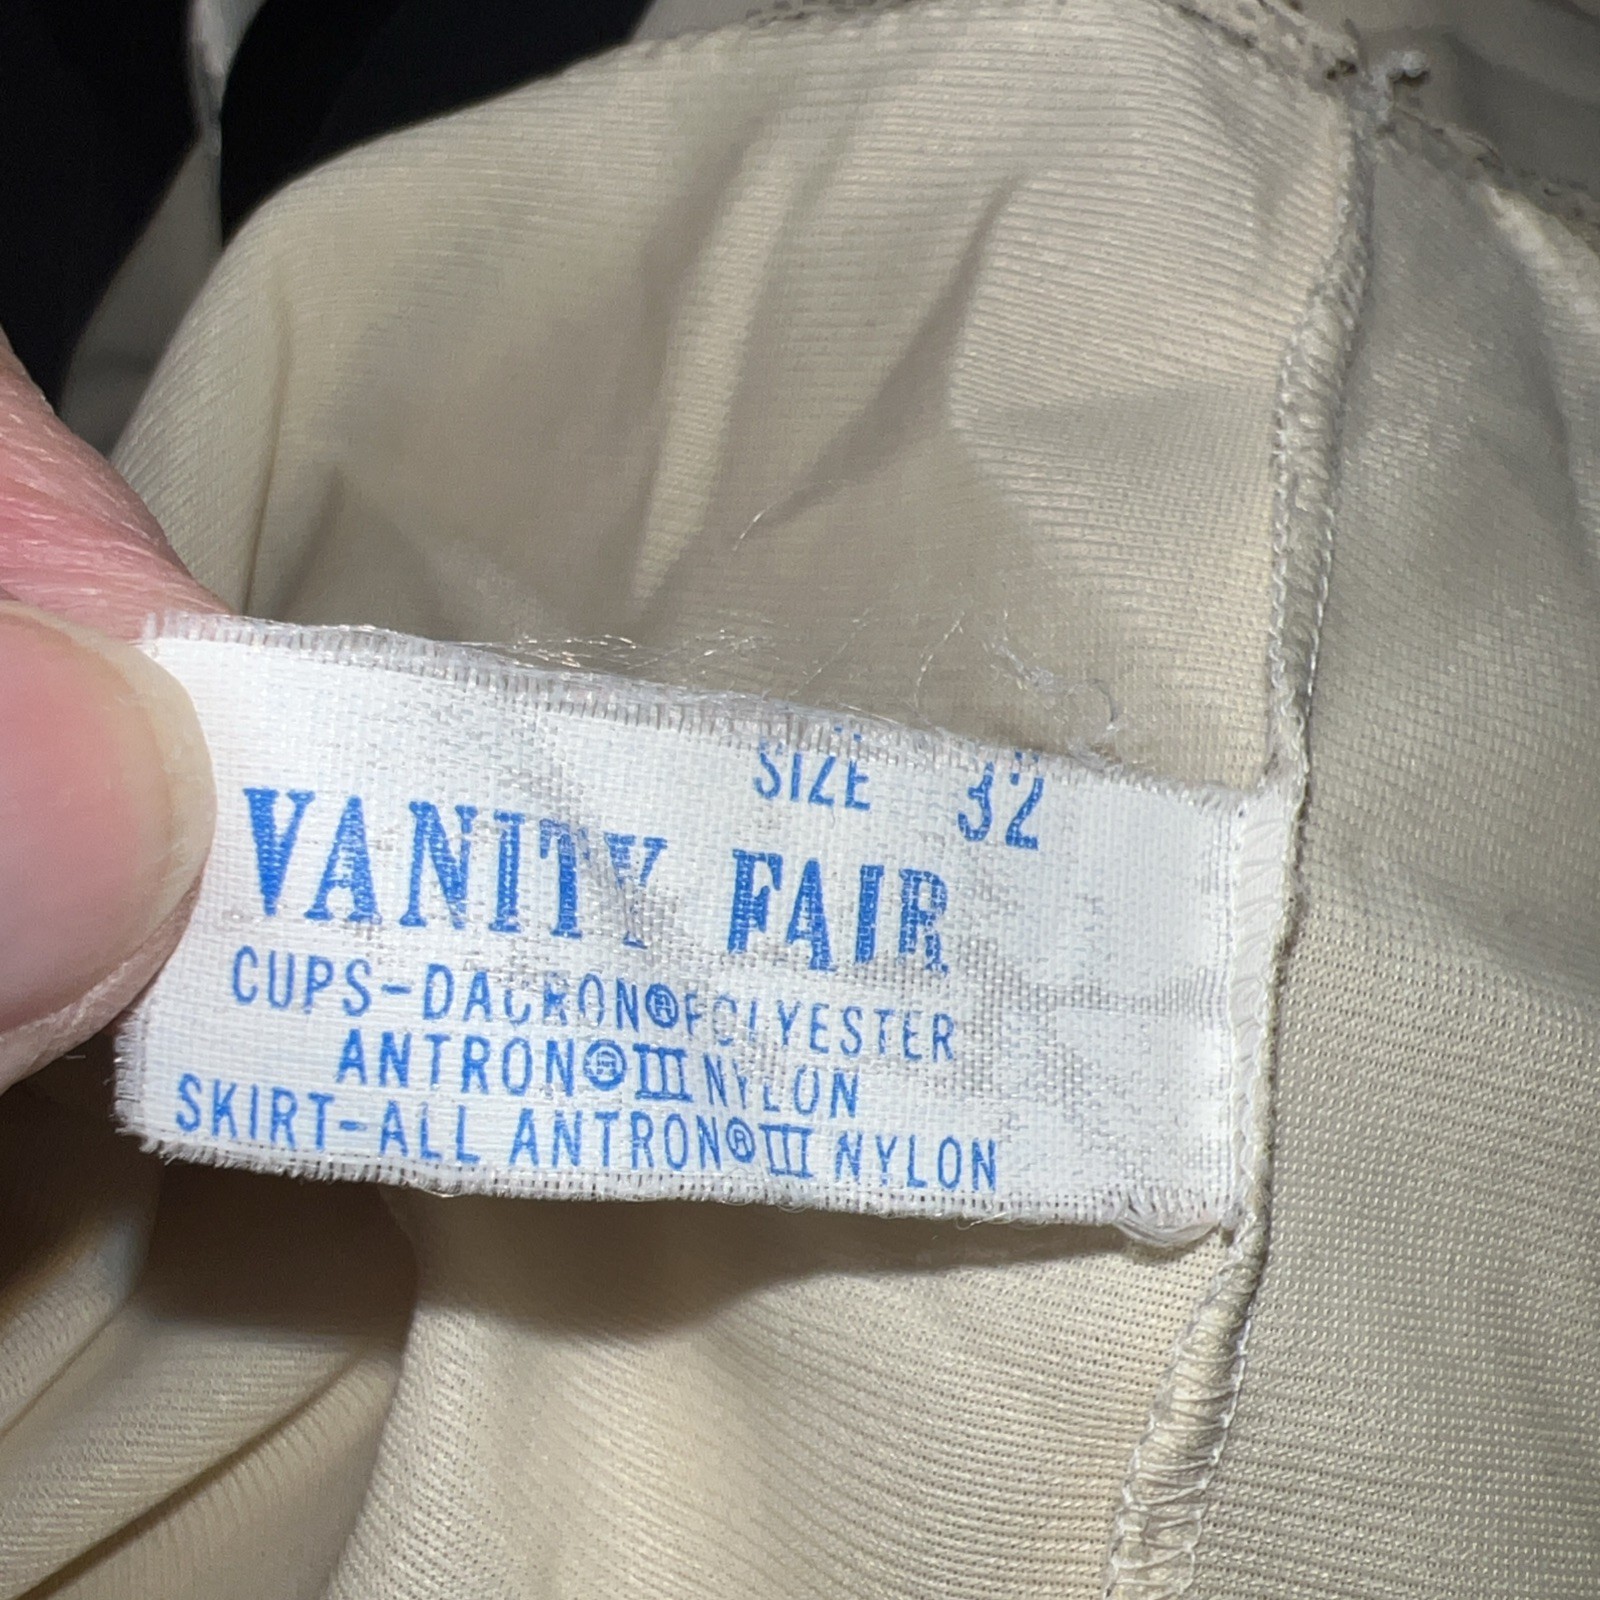 SIZE 32
VANITY FAIR
CUPS-DACRON®POLYESTER
ANTRON®III NYLON
SKIRT-ALL ANTRON®III NYLON